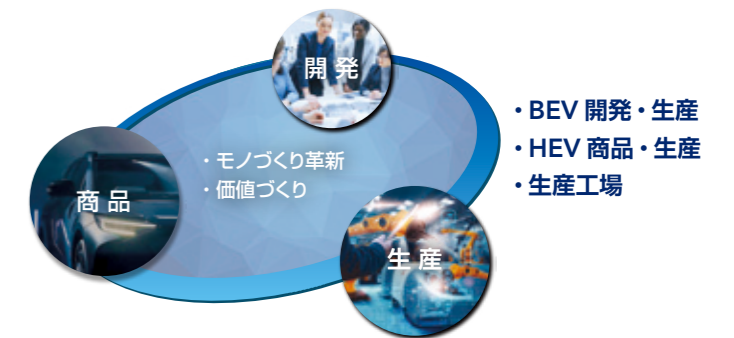 開 発
・モノづくり革新
・価値づくり
商 品
生 産
・BEV 開発・生産
・HEV 商品・生産
・生産工場